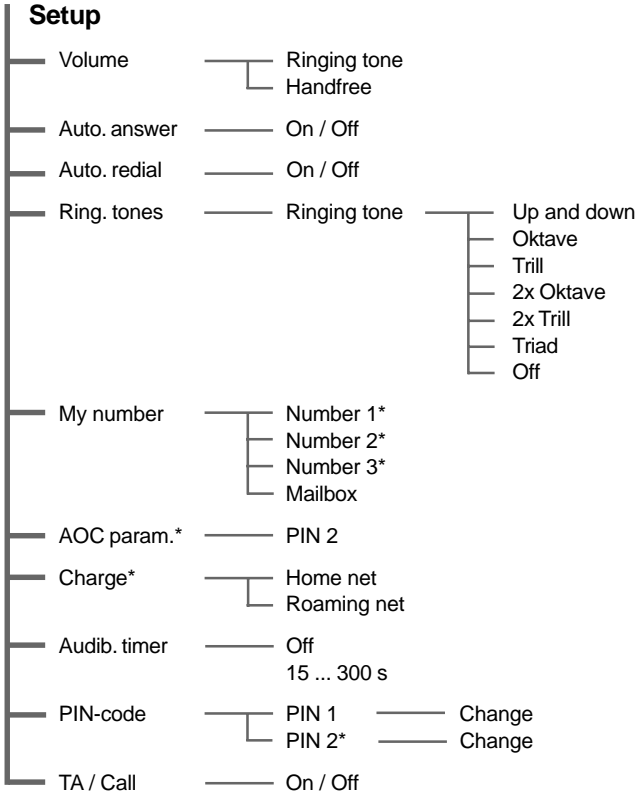 Setup
Volume Ringing tone
Handfree
Auto. answer On / Off
Auto. redial On / Off
Ring. tones Ringing tone Up and down
Oktave
Trill
2x Oktave
2x Trill
Triad
Off
My number Number 1*
Number 2*
Number 3*
Mailbox
AOC param.* PIN 2
Charge* Home net
Roaming net
Audib. timer Off
15 ... 300 s
PIN-code PIN 1 Change
PIN 2* Change
TA / Call On / Off